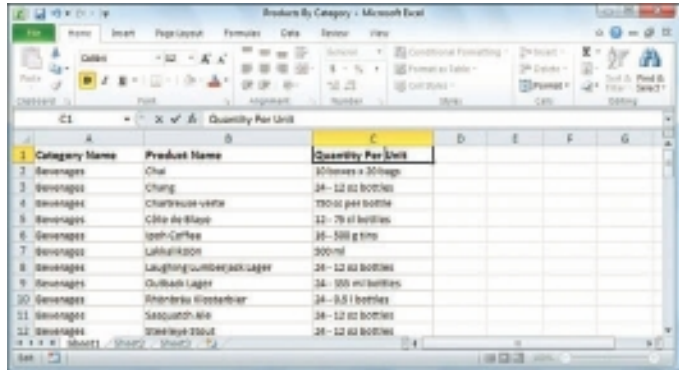 Products By Category - Microsoft Excel
File Home Insert Page Layout Formulas Data Review View
Paste Calibri 12 General Conditional Formatting Insert
% Format as Table Delete Sort & Find &
Cell Styles Format Filter Select
Clipboard Font Alignment Number Styles Cells Editing
C1 fx Quantity Per Unit
A B C D E F G
1 Category Name Product Name Quantity Per Unit
2 Beverages Chai 10 boxes x 20 bags
3 Beverages Chang 24 - 12 oz bottles
4 Beverages Chartreuse verte 750 cc per bottle
5 Beverages Côte de Blaye 12 - 75 cl bottles
6 Beverages Ipoh Coffee 16 - 500 g tins
7 Beverages Lakkalikööri 500 ml
8 Beverages Laughing Lumberjack Lager 24 - 12 oz bottles
9 Beverages Outback Lager 24 - 355 ml bottles
10 Beverages Rhönbräu Klosterbier 24 - 0.5 l bottles
11 Beverages Sasquatch Ale 24 - 12 oz bottles
12 Beverages Steeleye Stout 24 - 12 oz bottles
Sheet1 Sheet2 Sheet3
Edit 100%